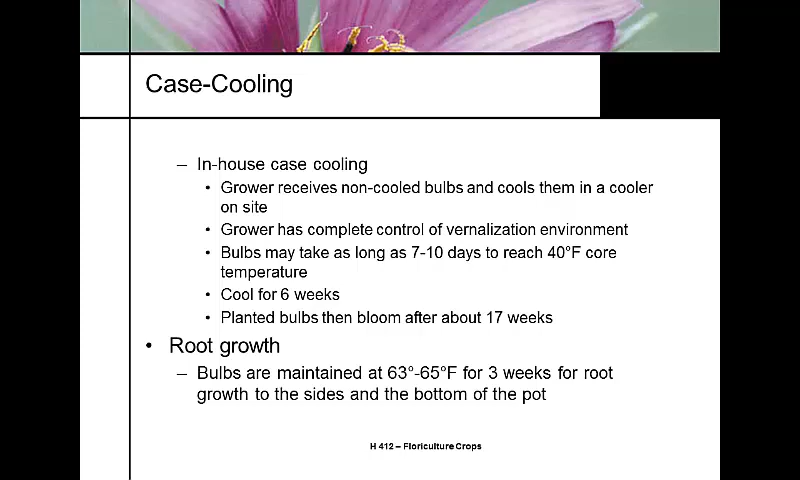 Case-Cooling
– In-house case cooling
• Grower receives non-cooled bulbs and cools them in a cooler
on site
• Grower has complete control of vernalization environment
• Bulbs may take as long as 7-10 days to reach 40°F core
temperature
• Cool for 6 weeks
• Planted bulbs then bloom after about 17 weeks
• Root growth
– Bulbs are maintained at 63°-65°F for 3 weeks for root
growth to the sides and the bottom of the pot
H 412 – Floriculture Crops